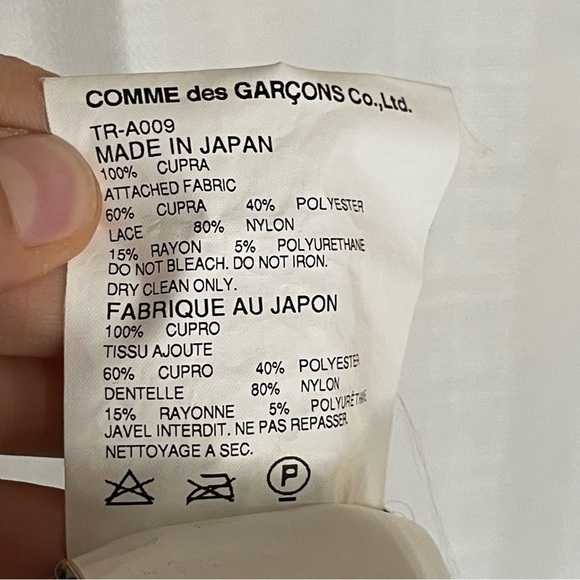 COMME des GARÇONS Co.,Ltd.
TR-A009
MADE IN JAPAN
100% CUPRA
ATTACHED FABRIC
60% CUPRA 40% POLYESTER
LACE 80% NYLON
15% RAYON 5% POLYURETHANE
DO NOT BLEACH. DO NOT IRON.
DRY CLEAN ONLY.
FABRIQUE AU JAPON
100% CUPRO
TISSU AJOUTE
60% CUPRO 40% POLYESTER
DENTELLE 80% NYLON
15% RAYONNE 5% POLYURÉTHANE
JAVEL INTERDIT. NE PAS REPASSER.
NETTOYAGE A SEC.
P